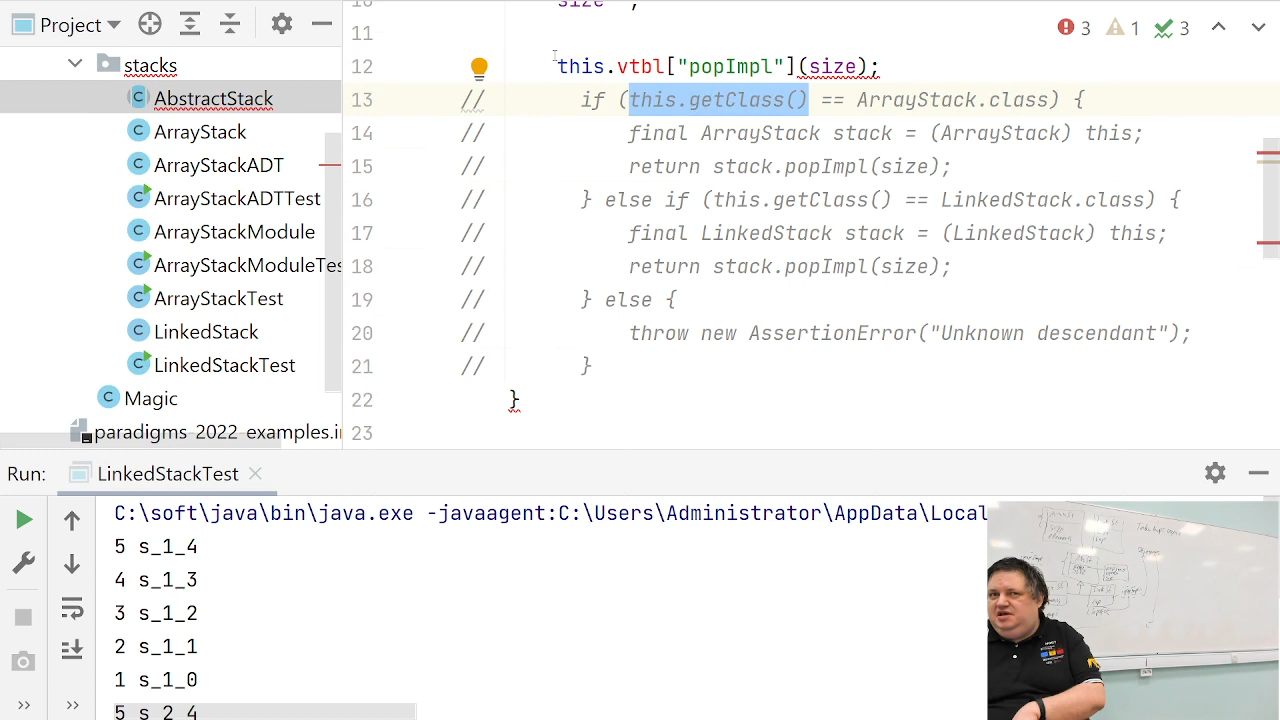 Project
3 1 3
stacks
AbstractStack
ArrayStack
ArrayStackADT
ArrayStackADTTest
ArrayStackModule
ArrayStackModuleTes
ArrayStackTest
LinkedStack
LinkedStackTest
Magic
paradigms-2022-examples.i
10 size ;
11
12 this.vtbl["popImpl"](size);
13 // if (this.getClass() == ArrayStack.class) {
14 // final ArrayStack stack = (ArrayStack) this;
15 // return stack.popImpl(size);
16 // } else if (this.getClass() == LinkedStack.class) {
17 // final LinkedStack stack = (LinkedStack) this;
18 // return stack.popImpl(size);
19 // } else {
20 // throw new AssertionError("Unknown descendant");
21 // }
22 }
23
Run: LinkedStackTest
C:\soft\java\bin\java.exe -javaagent:C:\Users\Administrator\AppData\Local
5 s_1_4
4 s_1_3
3 s_1_2
2 s_1_1
1 s_1_0
5 s_2_4